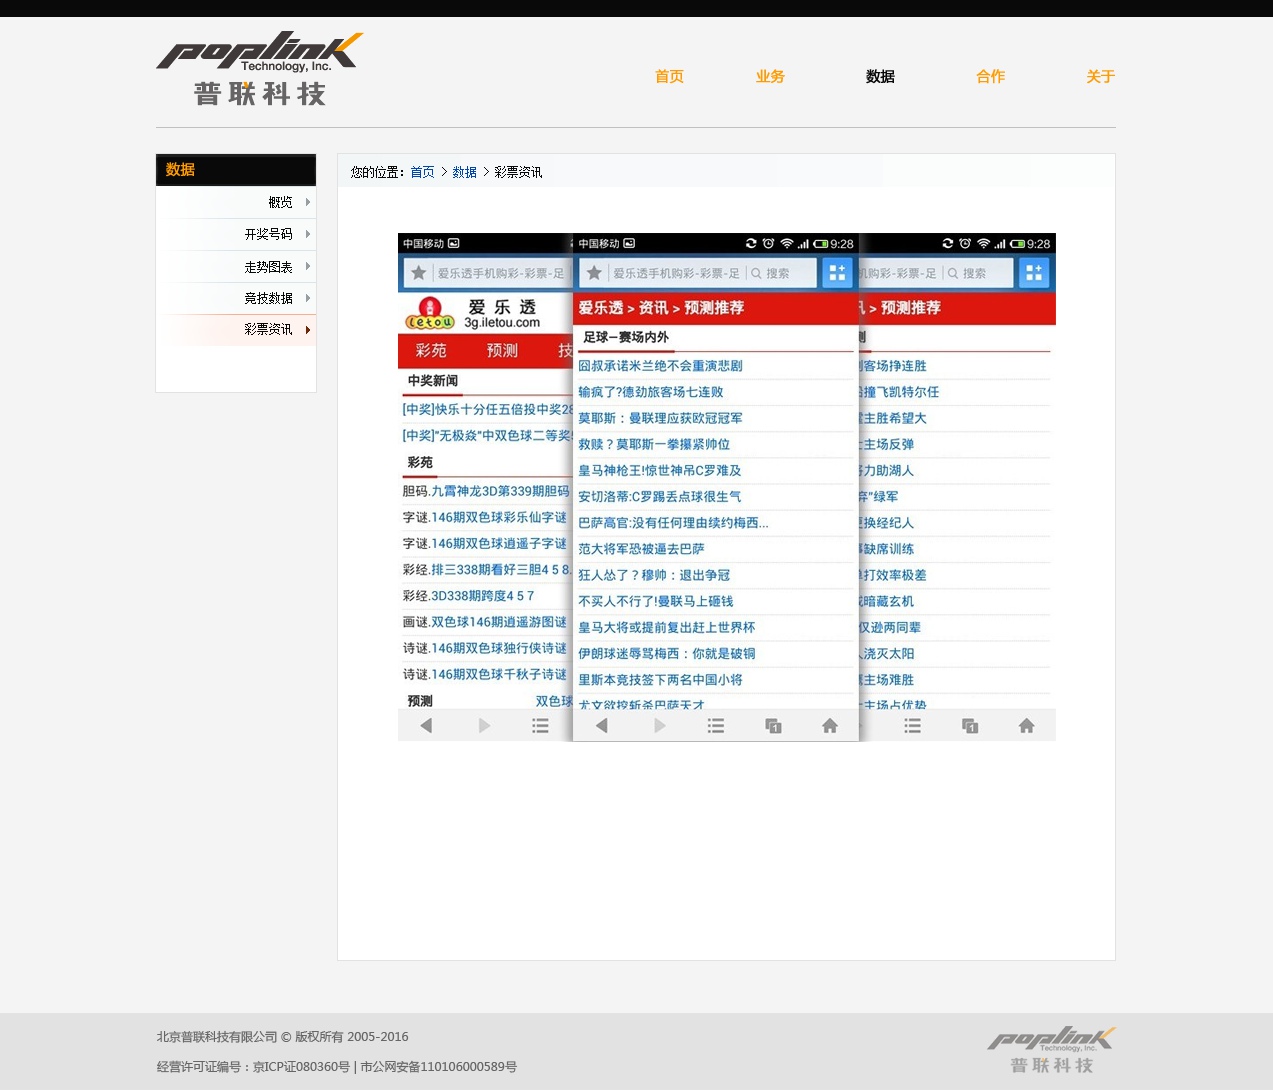 poplink
Technology, Inc.
普联科技
首页 业务 数据 合作 关于
数据
概览
开奖号码
走势图表
竞技数据
彩票资讯
您的位置：首页 > 数据 > 彩票资讯
中国移动
爱乐透手机购彩-彩票-足
爱乐透
letou
3g.iletou.com
彩苑 预测 技
中奖新闻
[中奖]快乐十分任五倍投中奖28
[中奖]"无极焱"中双色球二等奖
彩苑
胆码.九霄神龙3D第339期胆码
字谜.146期双色球彩乐仙字谜
字谜.146期双色球逍遥子字谜
彩经.排三338期看好三胆4 5 8.
彩经.3D338期跨度4 5 7
画谜.双色球146期逍遥游图谜
诗谜.146期双色球独行侠诗谜
诗谜.146期双色球千秋子诗谜
预测 双色球
中国移动 9:28
爱乐透手机购彩-彩票-足 搜索
爱乐透 > 资讯 > 预测推荐
足球—赛场内外
囧叔承诺米兰绝不会重演悲剧
输疯了?德劲旅客场七连败
莫耶斯：曼联理应获欧冠冠军
救赎？莫耶斯一拳攥紧帅位
皇马神枪王!惊世神吊C罗难及
安切洛蒂:C罗踢丢点球很生气
巴萨高官:没有任何理由续约梅西...
范大将军恐被逼去巴萨
狂人怂了？穆帅：退出争冠
不买人不行了!曼联马上砸钱
皇马大将或提前复出赶上世界杯
伊朗球迷辱骂梅西：你就是破铜
里斯本竞技签下两名中国小将
尤文欲挖斩杀巴萨天才
9:28
机购彩-彩票-足 搜索
讯 > 预测推荐
客场挣连胜
撞飞凯特尔任
主胜希望大
主场反弹
力助湖人
弃"绿军
更换经纪人
缺席训练
单打效率极差
或暗藏玄机
仅逊两同辈
人浇灭太阳
主场难胜
主场占优势
北京普联科技有限公司 © 版权所有 2005-2016
经营许可证编号：京ICP证080360号 | 市公网安备110106000589号
poplink
Technology, Inc.
普联科技